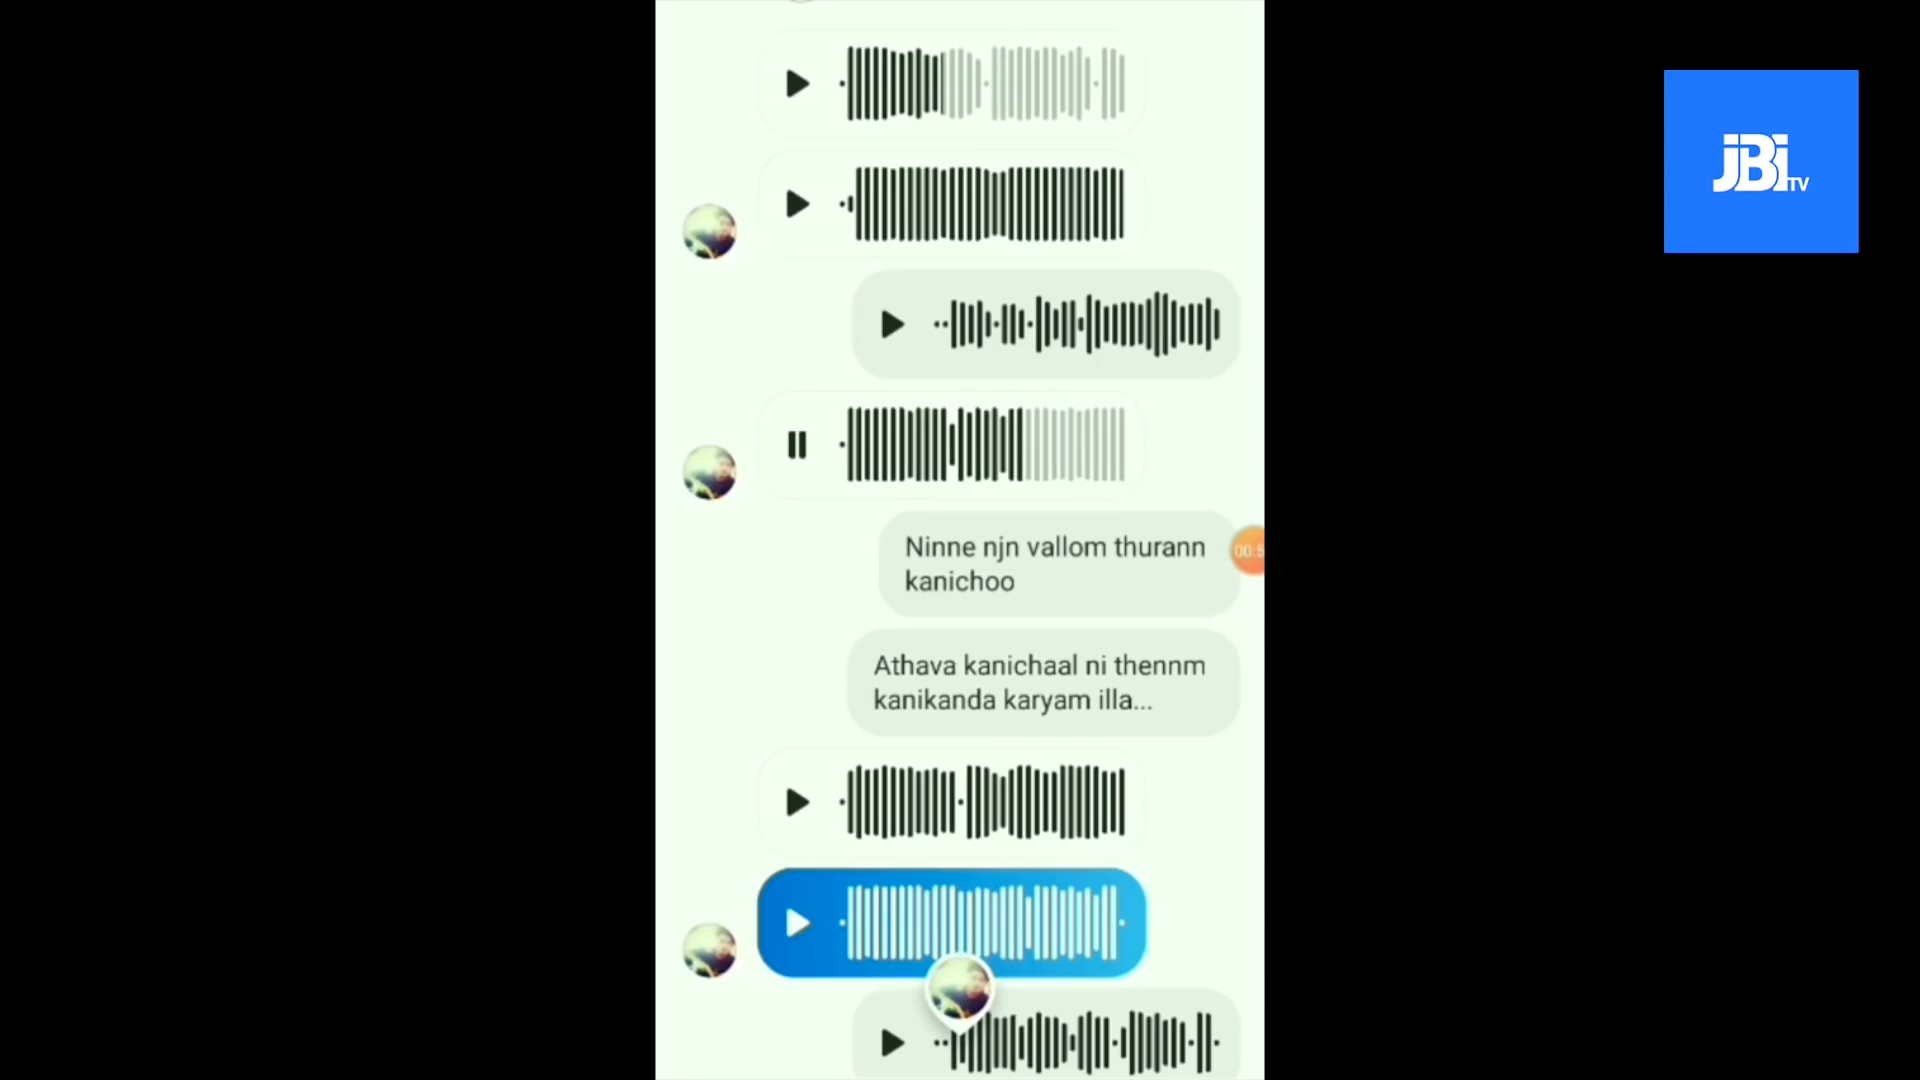 JBi TV
Ninne njn vallom thurann
kanichoo
Athava kanichaal ni thennm
kanikanda karyam illa...